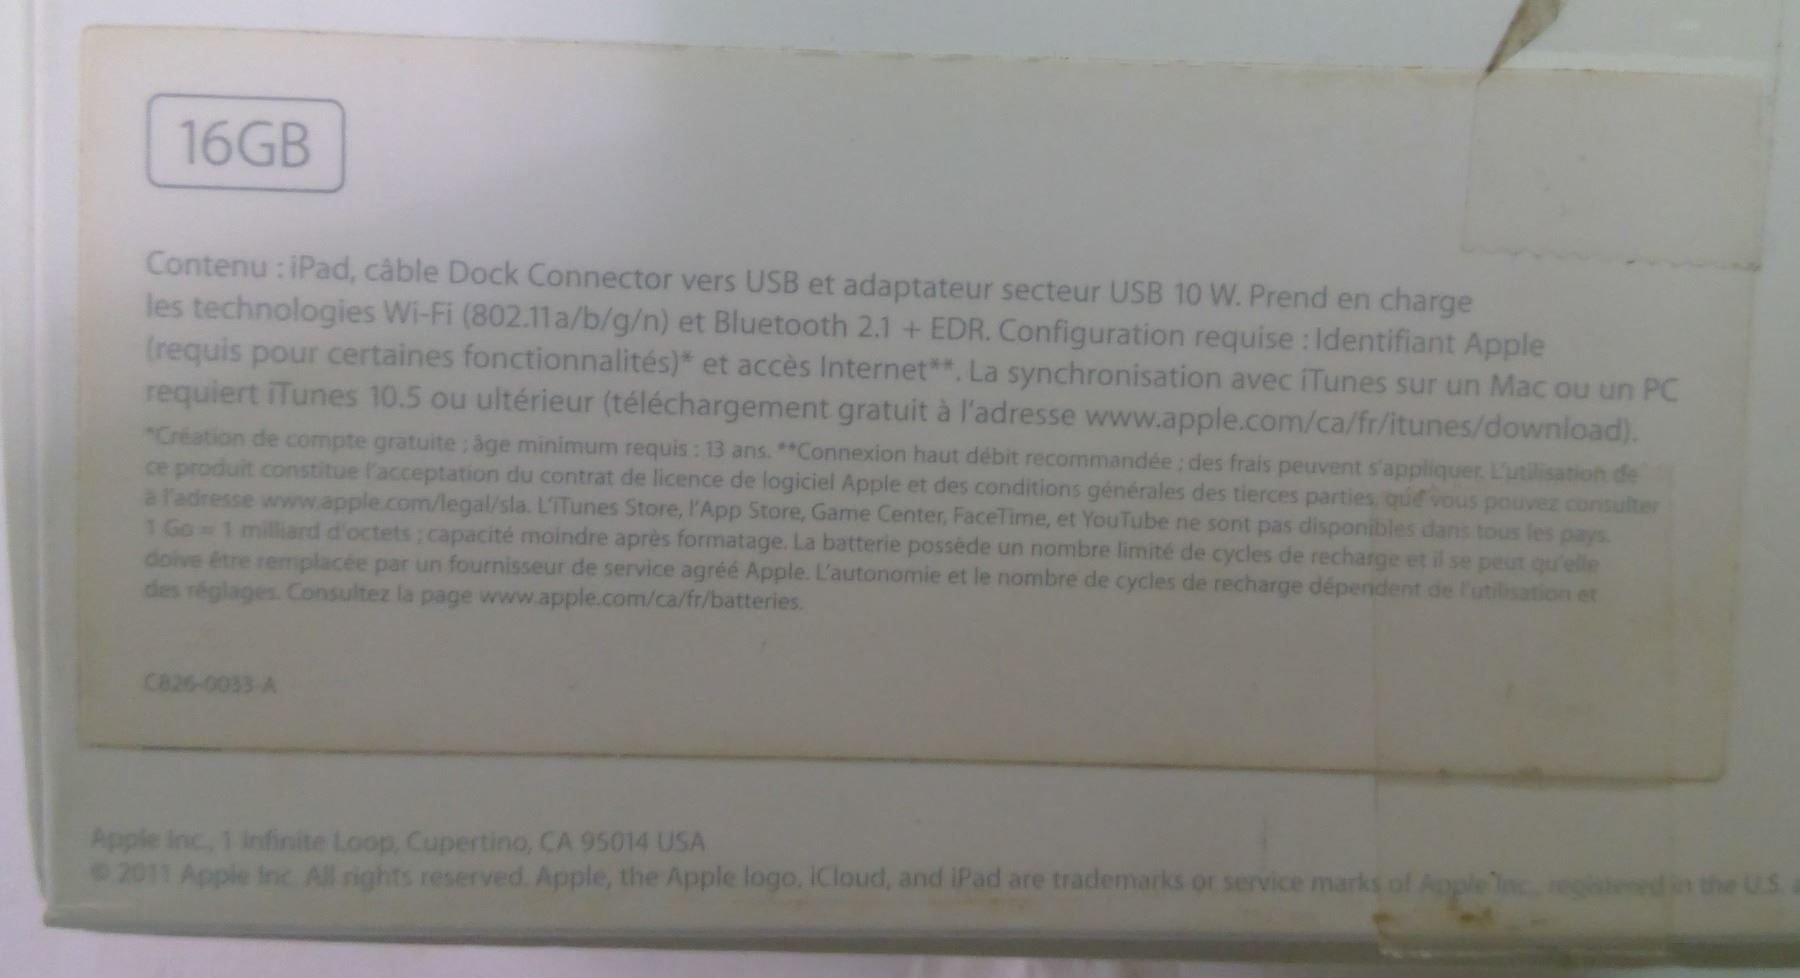 16GB
Contenu : iPad, câble Dock Connector vers USB et adaptateur secteur USB 10 W. Prend en charge
les technologies Wi-Fi (802.11a/b/g/n) et Bluetooth 2.1 + EDR. Configuration requise : Identifiant Apple
(requis pour certaines fonctionnalités)* et accès Internet**. La synchronisation avec iTunes sur un Mac ou un PC
requiert iTunes 10.5 ou ultérieur (téléchargement gratuit à l'adresse www.apple.com/ca/fr/itunes/download).
*Création de compte gratuite ; âge minimum requis : 13 ans. **Connexion haut débit recommandée ; des frais peuvent s'appliquer. L'utilisation de
ce produit constitue l'acceptation du contrat de licence de logiciel Apple et des conditions générales des tierces parties, que vous pouvez consulter
à l'adresse www.apple.com/legal/sla. L'iTunes Store, l'App Store, Game Center, FaceTime, et YouTube ne sont pas disponibles dans tous les pays.
1 Go = 1 milliard d'octets ; capacité moindre après formatage. La batterie possède un nombre limité de cycles de recharge et il se peut qu'elle
doive être remplacée par un fournisseur de service agréé Apple. L'autonomie et le nombre de cycles de recharge dépendent de l'utilisation et
des réglages. Consultez la page www.apple.com/ca/fr/batteries.
C826-0033-A
Apple Inc., 1 Infinite Loop, Cupertino, CA 95014 USA
© 2011 Apple Inc. All rights reserved. Apple, the Apple logo, iCloud, and iPad are trademarks or service marks of Apple Inc., registered in the U.S.